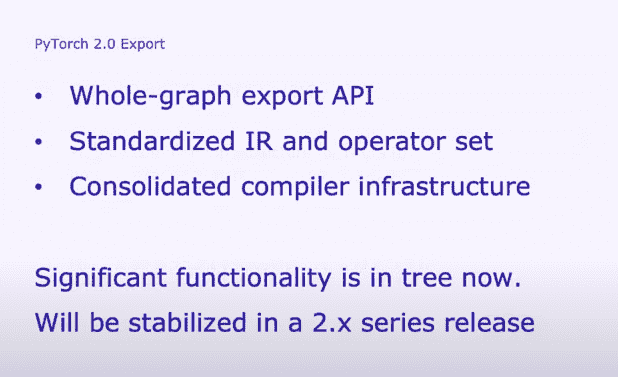 PyTorch 2.0 Export
• Whole-graph export API
• Standardized IR and operator set
• Consolidated compiler infrastructure
Significant functionality is in tree now.
Will be stabilized in a 2.x series release